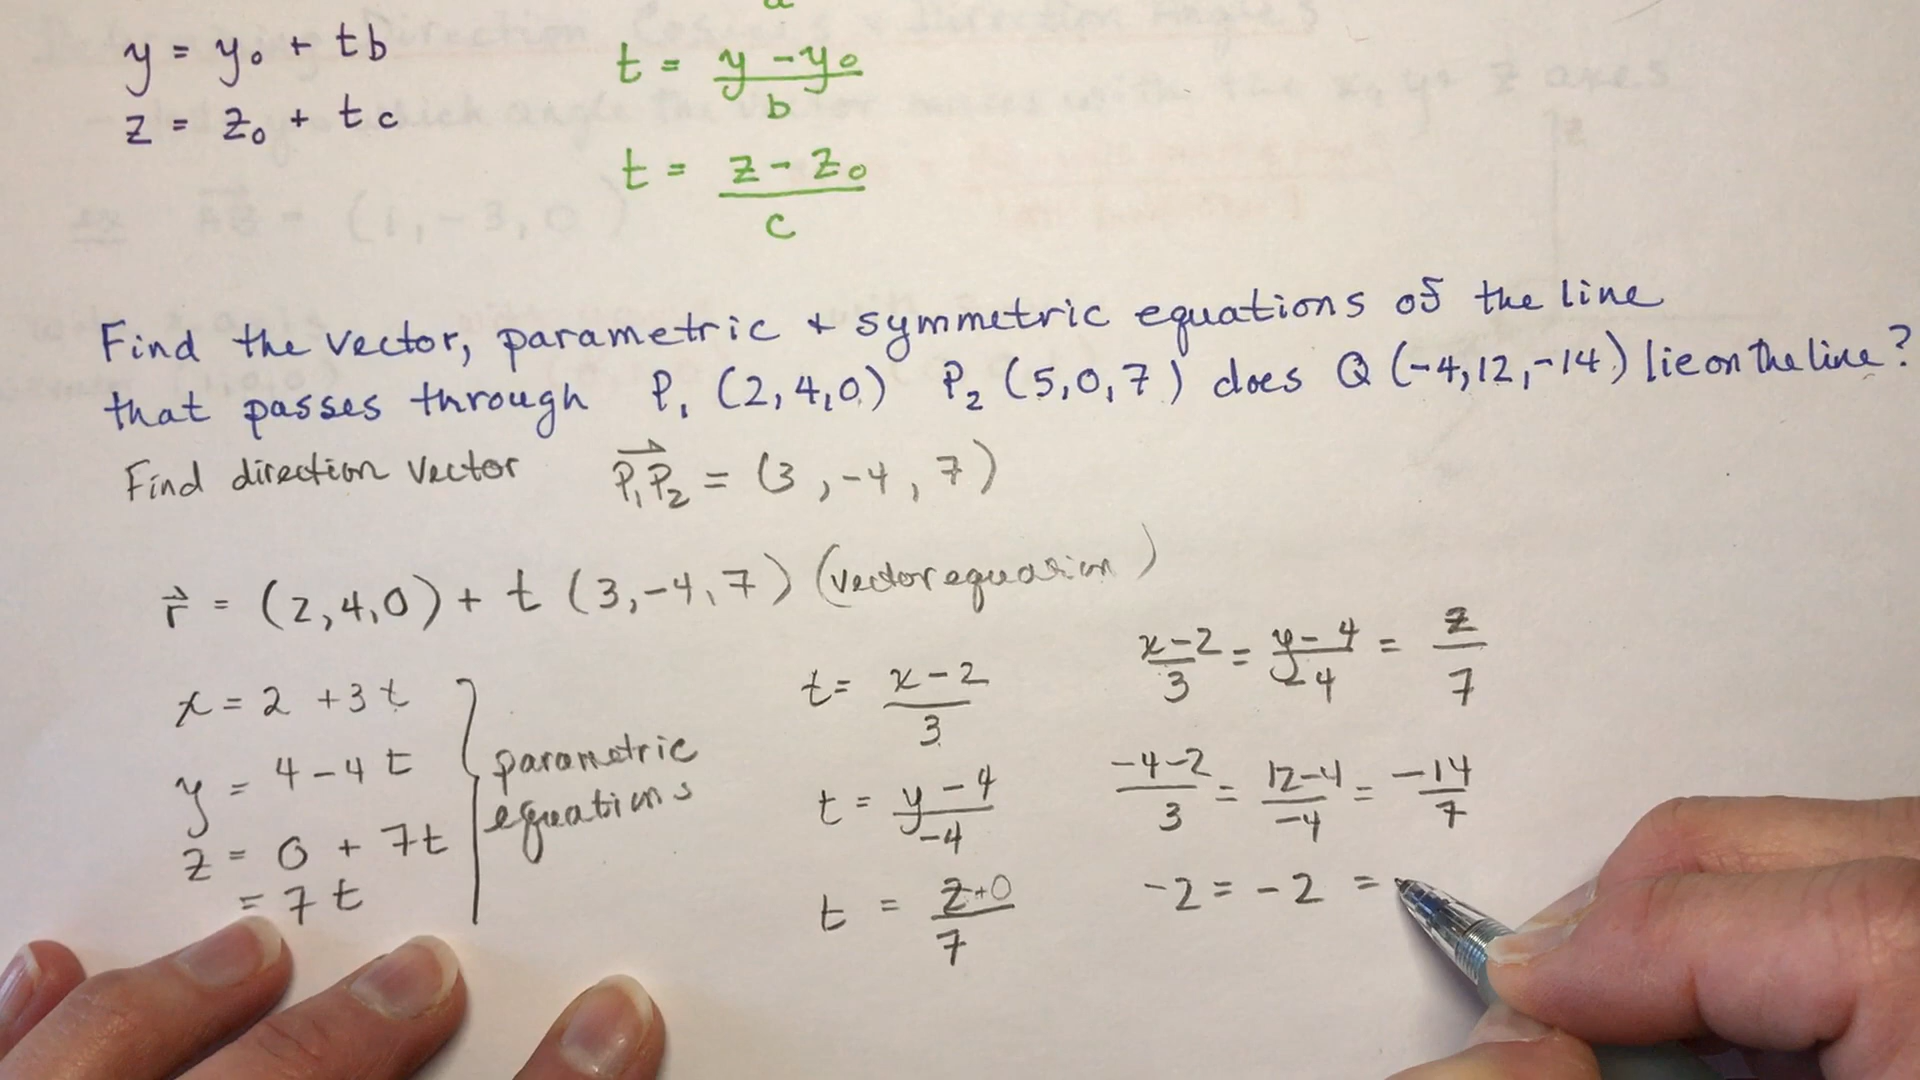 y = y₀ + tb
z = z₀ + tc
a
t = y - y₀ / b
t = z - z₀ / c
Find the vector, parametric + symmetric equations of the line
that passes through P₁ (2,4,0) P₂ (5,0,7) does Q (-4,12,-14) lie on the line?
Find direction vector P₁P₂ = (3, -4, 7)
r = (2,4,0) + t (3,-4,7) (vector equation)
x = 2 + 3t
y = 4 - 4t
z = 0 + 7t
= 7t
parametric
equations
t = x - 2 / 3
t = y - 4 / -4
t = z+0 / 7
x-2 / 3 = y-4 / -4 = z / 7
-4-2 / 3 = 12-4 / -4 = -14 / 7
-2 = -2 =